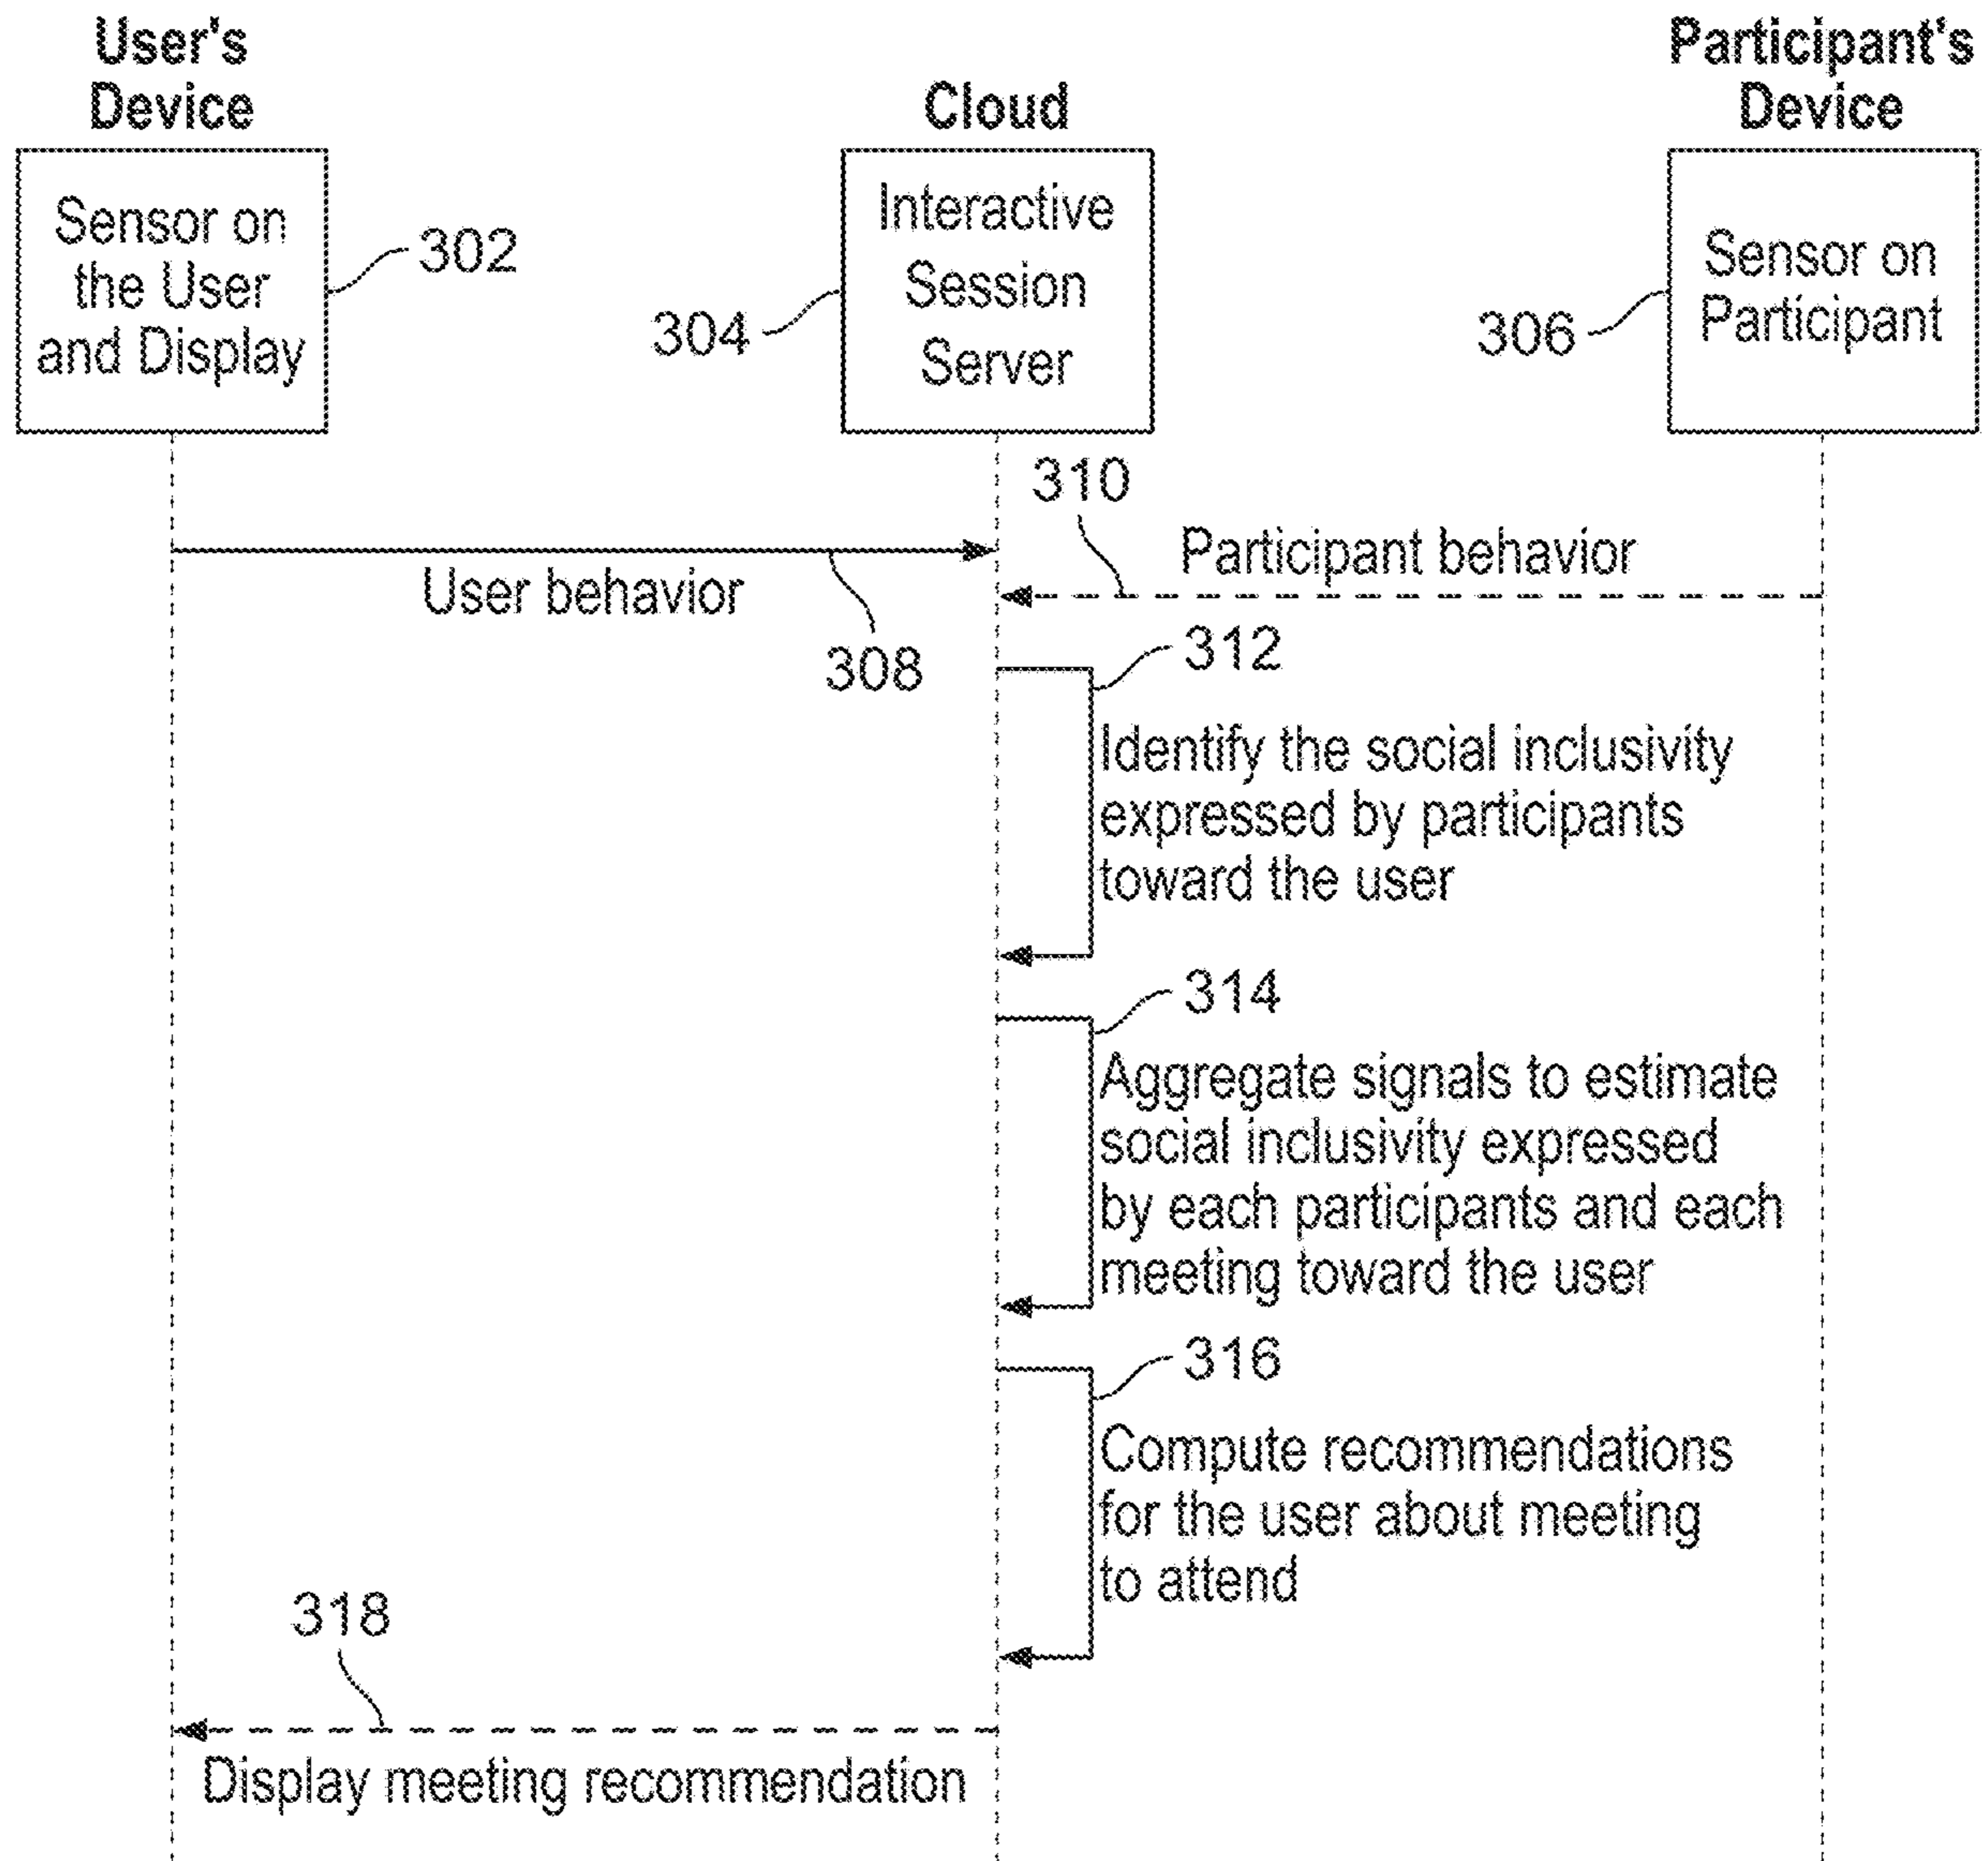 User's
Device
Cloud
Participant's
Device
Sensor on
the User
and Display
302
Interactive
Session
Server
304
Sensor on
Participant
306
310
Participant behavior
User behavior
308
312
Identify the social inclusivity
expressed by participants
toward the user
314
Aggregate signals to estimate
social inclusivity expressed
by each participants and each
meeting toward the user
316
Compute recommendations
for the user about meeting
to attend
318
Display meeting recommendation